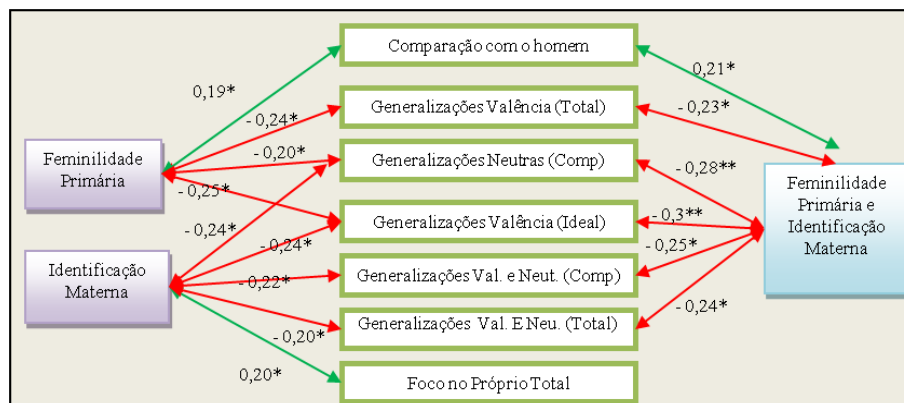 Comparação com o homem
0,19*
0,21*
Generalizações Valência (Total)
- 0,24*
- 0,23*
Feminilidade
Primária
- 0,20*
Generalizações Neutras (Comp)
- 0,28**
- 0,25*
Feminilidade
Primária e
Identificação
Materna
- 0,24*
Generalizações Valência (Ideal)
- 0,3**
- 0,24*
- 0,25*
Identificação
Materna
- 0,22*
Generalizações Val. e Neut. (Comp)
- 0,24*
Generalizações Val. E Neu. (Total)
- 0,20*
0,20*
Foco no Próprio Total